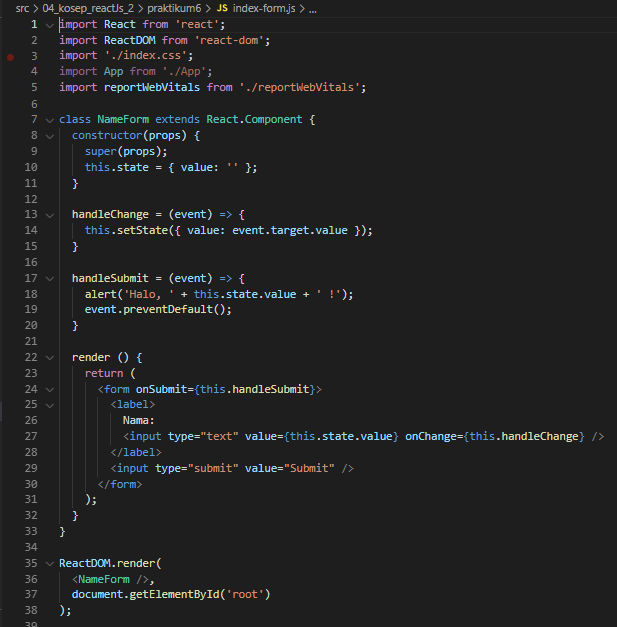 src > 04_kosep_reactJs_2 > praktikum6 > JS index-form.js > ...
1 import React from 'react';
2 import ReactDOM from 'react-dom';
3 import './index.css';
4 import App from './App';
5 import reportWebVitals from './reportWebVitals';
6
7 class NameForm extends React.Component {
8   constructor(props) {
9     super(props);
10     this.state = { value: '' };
11   }
12
13   handleChange = (event) => {
14     this.setState({ value: event.target.value });
15   }
16
17   handleSubmit = (event) => {
18     alert('Halo, ' + this.state.value + ' !');
19     event.preventDefault();
20   }
21
22   render () {
23     return (
24       <form onSubmit={this.handleSubmit}>
25         <label>
26           Nama:
27           <input type="text" value={this.state.value} onChange={this.handleChange} />
28         </label>
29         <input type="submit" value="Submit" />
30       </form>
31     );
32   }
33 }
34
35 ReactDOM.render(
36   <NameForm />,
37   document.getElementById('root')
38 );
39